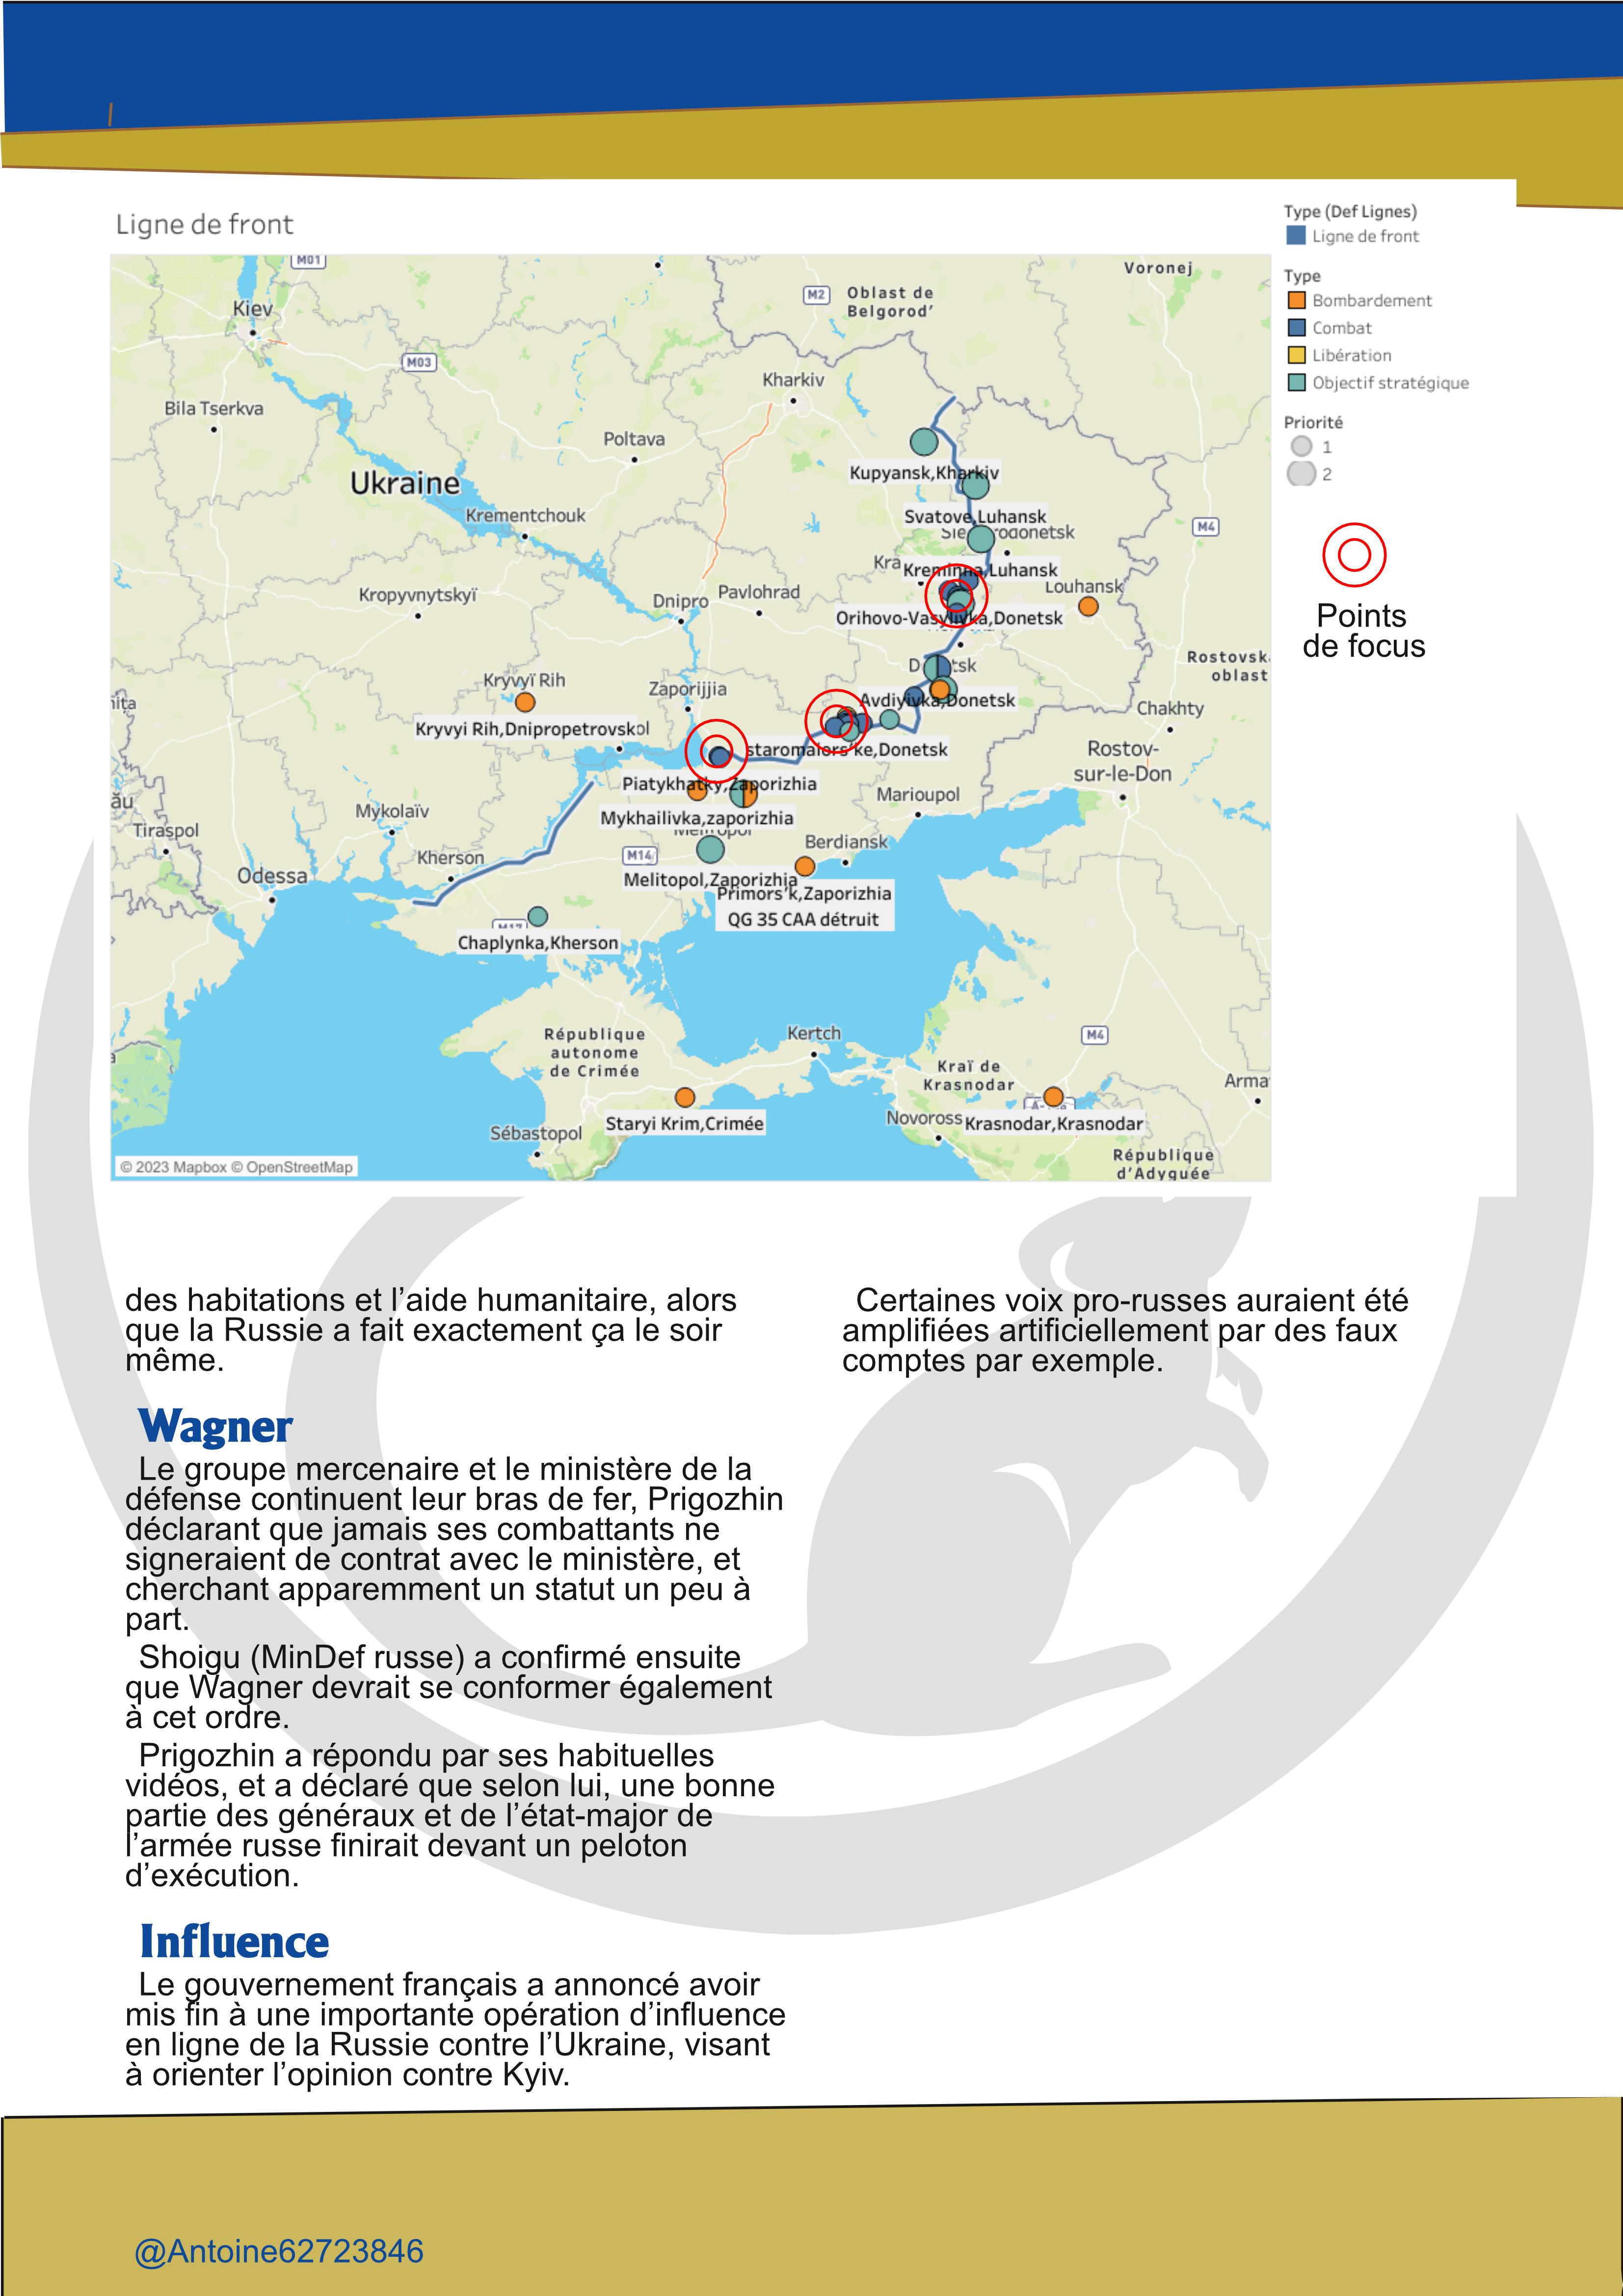 Ligne de front
Type (Def Lignes)
Ligne de front
Type
Bombardement
Combat
Libération
Objectif stratégique
Priorité
1
2
Points
de focus
M01
Voronej
M2
Oblast de
Belgorod'
Kiev
M03
Kharkiv
Bila Tserkva
Poltava
Kupyansk,Kharkiv
Ukraine
Svatove,Luhansk
Krementchouk
M4
Kreminna,Luhansk
Louhansk
Kropyvnytskyï
Dnipro
Pavlohrad
Orihovo-Vasylivka,Donetsk
Rostovsk
oblast
Kryvyï Rih
Zaporijjia
Avdiyivka,Donetsk
Chakhty
Kryvyi Rih,Dnipropetrovsk
staromaiors'ke,Donetsk
Rostov-
sur-le-Don
Piatykhatky,Zaporizhia
Marioupol
Mykolaïv
Mykhailivka,zaporizhia
Tiraspol
Berdiansk
Kherson
M14
Odessa
Melitopol,Zaporizhia
Primors'k,Zaporizhia
QG 35 CAA détruit
M17
Chaplynka,Kherson
République
autonome
de Crimée
Kertch
M4
Kraï de
Krasnodar
Arma
Staryi Krim,Crimée
Novoross
Krasnodar,Krasnodar
Sébastopol
République
d'Adyguée
© 2023 Mapbox © OpenStreetMap
des habitations et l’aide humanitaire, alors
que la Russie a fait exactement ça le soir
même.
Wagner
Le groupe mercenaire et le ministère de la
défense continuent leur bras de fer, Prigozhin
déclarant que jamais ses combattants ne
signeraient de contrat avec le ministère, et
cherchant apparemment un statut un peu à
part.
Shoigu (MinDef russe) a confirmé ensuite
que Wagner devrait se conformer également
à cet ordre.
Prigozhin a répondu par ses habituelles
vidéos, et a déclaré que selon lui, une bonne
partie des généraux et de l’état-major de
l’armée russe finirait devant un peloton
d’exécution.
Influence
Le gouvernement français a annoncé avoir
mis fin à une importante opération d’influence
en ligne de la Russie contre l’Ukraine, visant
à orienter l’opinion contre Kyiv.
Certaines voix pro-russes auraient été
amplifiées artificiellement par des faux
comptes par exemple.
@Antoine62723846